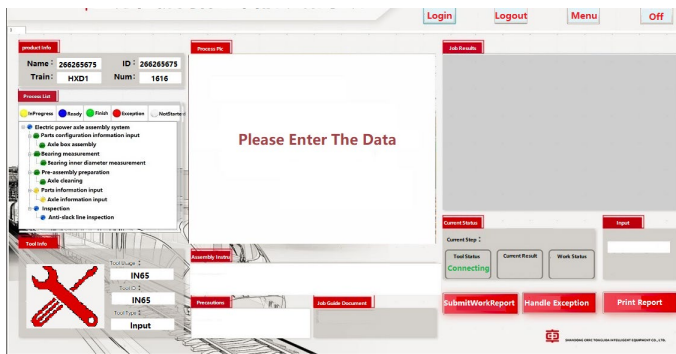 Login Logout Menu Off
product Info
Name: 266265675 ID: 266265675
Train: HXD1 Num: 1616
Process List
InProgress Ready Finish Exception NotStarted
Electric power axle assembly system
Parts configuration information input
Axle box assembly
Bearing measurement
Bearing inner diameter measurement
Pre-assembly preparation
Axle cleaning
Parts information input
Axle information input
Inspection
Anti-slack line inspection
Tool Info
Tool Usage:
IN65
Tool ID:
IN65
Tool Type:
Input
Process Pic
Please Enter The Data
Assembly Instru
Precautions
Job Guide Document
Job Results
Current Status
Current Step:
Tool Status Current Result Work Status
Connecting
Input
SubmitWorkReport Handle Exception Print Report